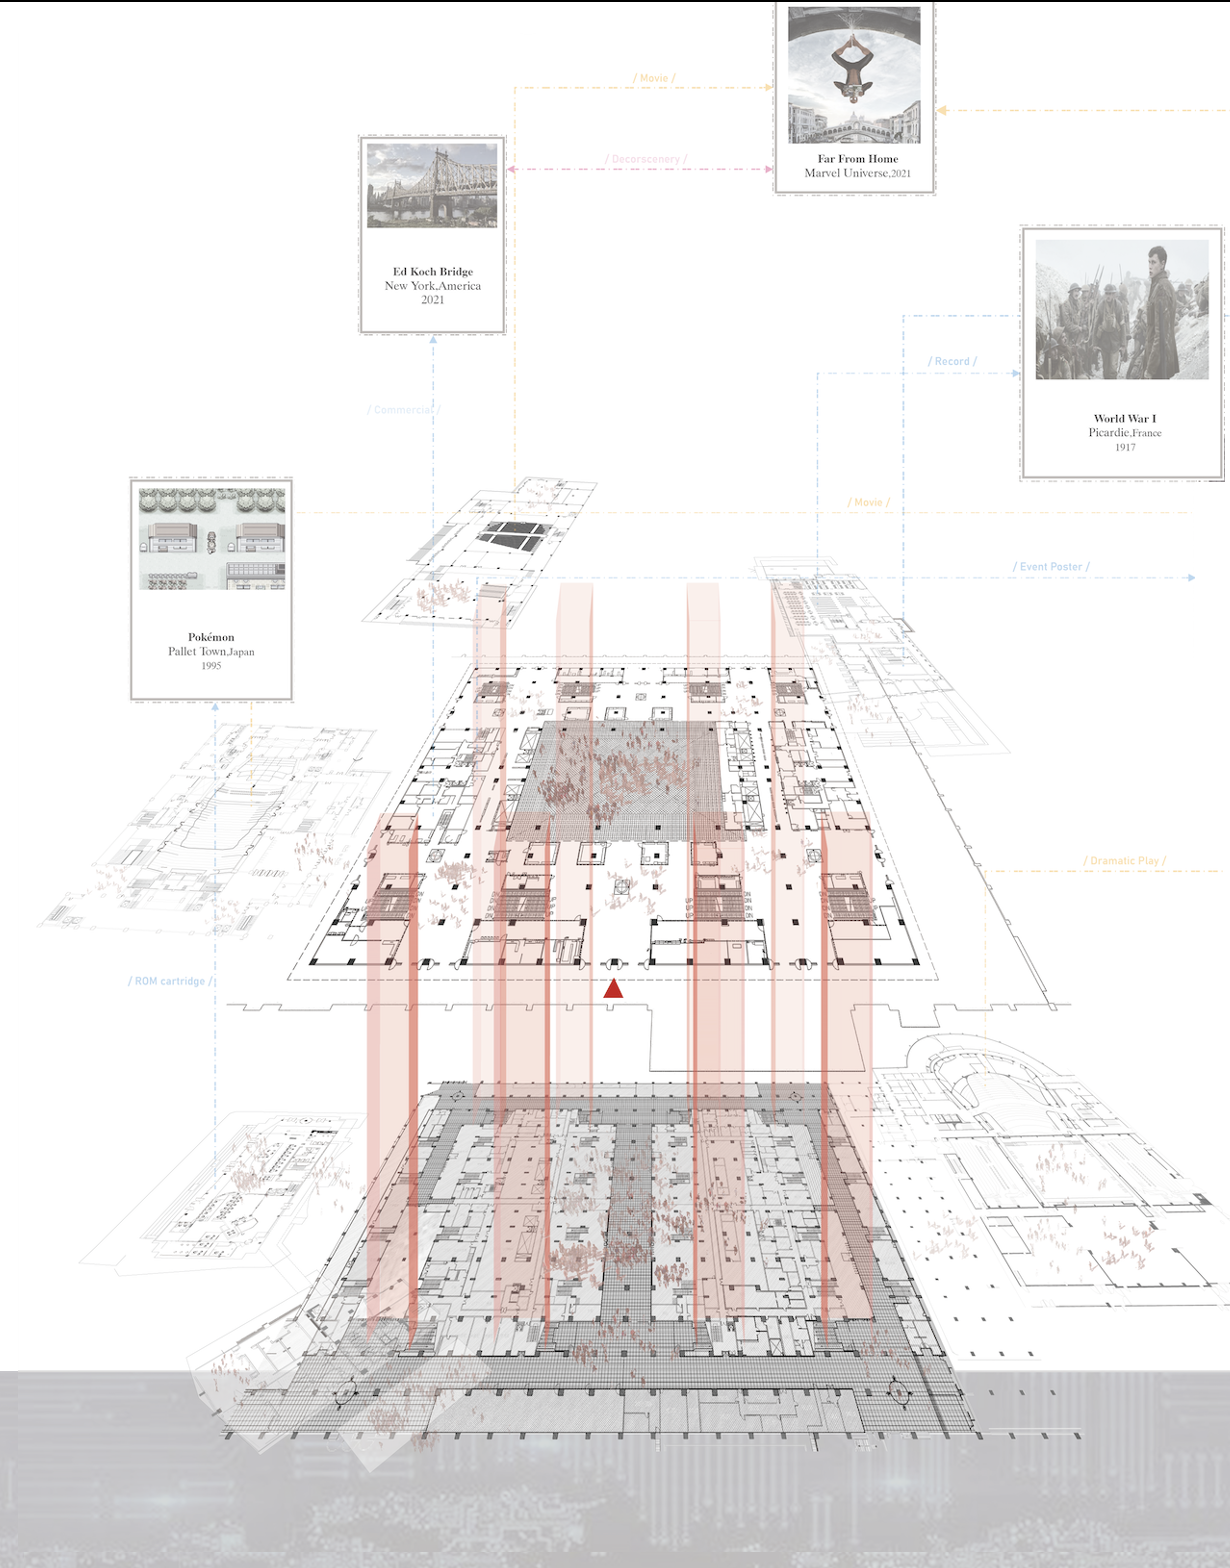 / Movie /
Far From Home
Marvel Universe,2021
/ Decorscenery /
Ed Koch Bridge
New York,America
2021
/ Record /
/ Commercial /
World War I
Picardie,France
1917
/ Movie /
/ Event Poster /
Pokémon
Pallet Town,Japan
1995
/ Dramatic Play /
/ ROM cartridge /